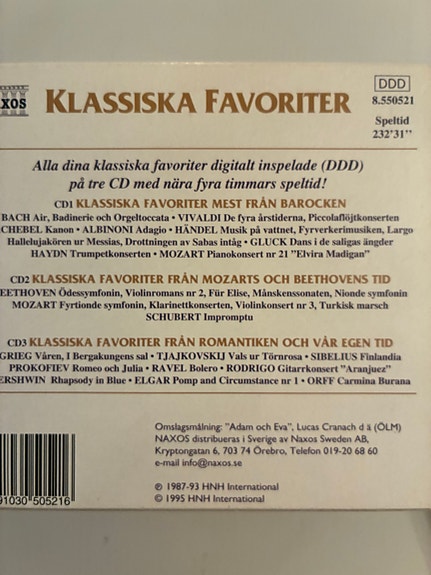 XOS KLASSISKA FAVORITER
DDD
8.550521
Speltid
232'31"
Alla dina klassiska favoriter digitalt inspelade (DDD)
på tre CD med nära fyra timmars speltid!
CD1 KLASSISKA FAVORITER MEST FRÅN BAROCKEN
BACH Air, Badinerie och Orgeltoccata • VIVALDI De fyra årstiderna, Piccolaflöjtkonserten
CHEBEL Kanon • ALBINONI Adagio • HÄNDEL Musik på vattnet, Fyrverkerimusiken, Largo
Hallelujakören ur Messias, Drottningen av Sabas intåg • GLUCK Dans i de saligas ängder
HAYDN Trumpetkonserten • MOZART Pianokonsert nr 21 "Elvira Madigan"
CD2 KLASSISKA FAVORITER FRÅN MOZARTS OCH BEETHOVENS TID
EETHOVEN Ödessymfonin, Violinromans nr 2, Für Elise, Månskenssonaten, Nionde symfonin
MOZART Fyrtionde symfonin, Klarinettkonserten, Violinkonsert nr 3, Turkisk marsch
SCHUBERT Impromptu
CD3 KLASSISKA FAVORITER FRÅN ROMANTIKEN OCH VÅR EGEN TID
GRIEG Våren, I Bergakungens sal • TJAJKOVSKIJ Vals ur Törnrosa • SIBELIUS Finlandia
PROKOFIEV Romeo och Julia • RAVEL Bolero • RODRIGO Gitarrkonsert "Aranjuez"
ERSHWIN Rhapsody in Blue • ELGAR Pomp and Circumstance nr 1 • ORFF Carmina Burana
Omslagsmålning: "Adam och Eva", Lucas Cranach d ä (ÖLM)
NAXOS distribueras i Sverige av Naxos Sweden AB,
Kryptongatan 6, 703 74 Örebro, Telefon 019-20 68 60
e-mail info@naxos.se
℗ 1987-93 HNH International
© 1995 HNH International
91030 505216